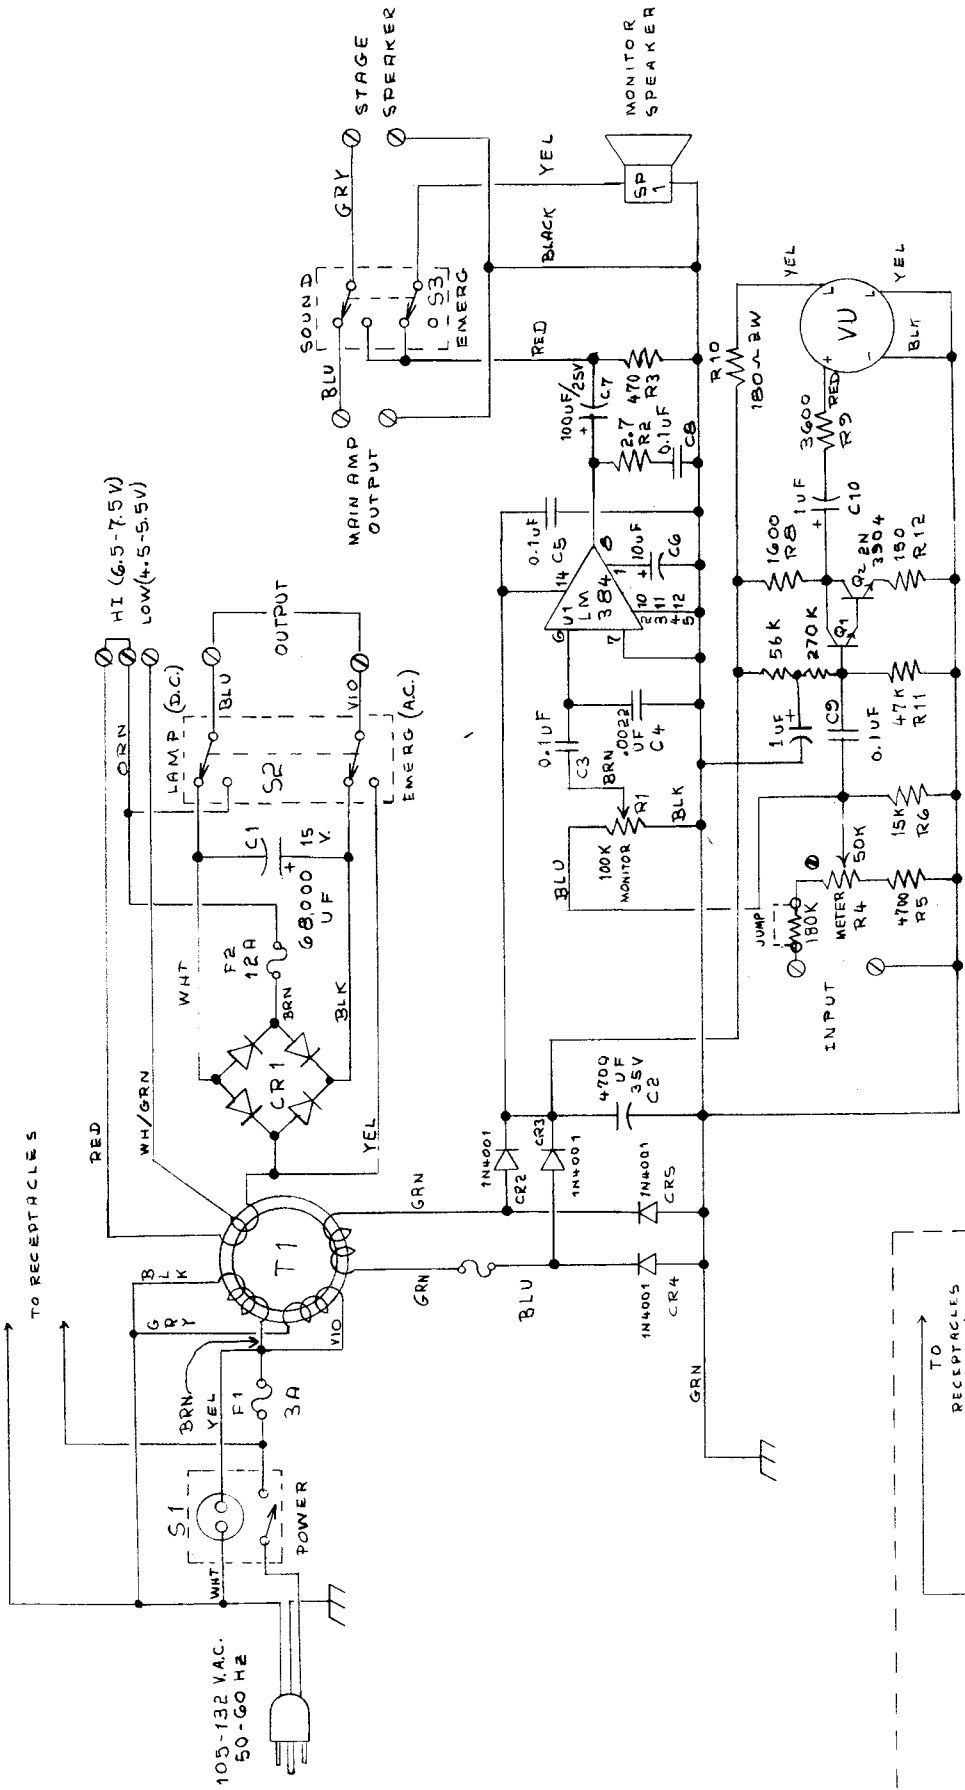 TO RECEPTACLES
105-132 V.A.C.
50-60 HZ
WHT
S1
POWER
BRN
YEL
F1
3A
BLK
GRY
VIO
T1
RED
WH/GRN
YEL
CR1
WHT
F2
12A
BRN
BLK
68,000
UF
C1
15
V.
+
ORN
LAMP (D.C.)
S2
EMERG (A.C.)
BLU
VIO
OUTPUT
HI (6.5-7.5V)
LOW (4.5-5.5V)
MAIN AMP
OUTPUT
BLU
SOUND
S3
EMERG
GRY
STAGE
SPEAKER
RED
BLACK
YEL
SP
1
MONITOR
SPEAKER
GRN
GRN
BLU
1N4001
CR2
CR3
1N4001
1N4001
CR4
1N4001
CR5
GRN
4700
UF
35V
C2
BLU
100K
MONITOR
R1
BRN
BLK
0.1UF
C3
.0022
UF
C4
6
7
U1
LM
384
14
8
1
2 10
3 11
4 12
5
0.1UF
C5
+ 10UF
C6
100UF/25V
+
C7
2.7
R2
0.1UF
C8
470
R3
INPUT
JUMP
180K
METER
R4
50K
4700
R5
15K
R6
1UF
+
C9
0.1UF
56K
270K
47K
R11
Q1
Q2 2N
3904
1600
R8
150
R12
1UF
+
C10
3600
R9
RED
R10
180Ω 2W
YEL
VU
+
-
L
L
BLK
YEL
TO
RECEPTACLES